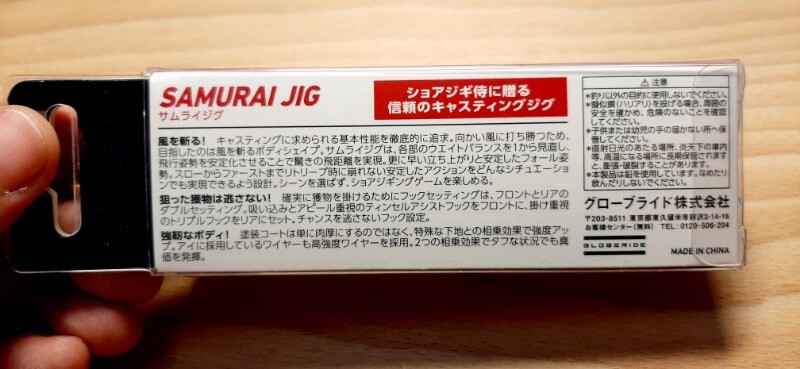 SAMURAI JIG
サムライジグ
ショアジギ侍に贈る
信頼のキャスティングジグ
風を斬る! キャスティングに求められる基本性能を徹底的に追求。向かい風に打ち勝つため、
目指したのは風を斬るボディシェイプ。サムライジグは、各部のウエイトバランスを1から見直し、
飛行姿勢を安定化させることで驚きの飛距離を実現。更に早い立ち上がりと安定したフォール姿
勢。スローからファーストまでリトリーブ時に崩れない安定したアクションをどんなシチュエーショ
ンでも実現できるよう設計。シーンを選ばず、ショアジギングゲームを楽しめる。
狙った獲物は逃さない! 確実に獲物を掛けるためにフックセッティングは、フロントとリアの
ダブルセッティング。吸い込みとアピール重視のティンセルアシストフックをフロントに、掛け重視
のトリプルフックをリアにセット。チャンスを逃さないフック設定。
強靭なボディ! 塗装コートは単に肉厚にするのではなく、特殊な下地との相乗効果で強度アッ
プ。アイに採用しているワイヤーも高強度ワイヤーを採用。2つの相乗効果でタフな状況でも真
価を発揮。
⚠ 注意
*釣り以外の目的に使用しないでください。
*擬似餌(ハリアリ)を投げる場合、周囲の
安全を確かめ、危険のないことを確認
してください。
*子供または幼児の手の届かない所へ保
管してください。
*直射日光のあたる場所、炎天下の車内
等、高温になる場所に長期保管しますと
、膨張・破裂することがあります。
*本製品は鉛を使用しています。なめたり
飲んだりしないでください。
グローブライド株式会社
〒203-8511 東京都東久留米市前沢3-14-16
お客様センター(無料) TEL:0120-506-204
GLOBERIDE
MADE IN CHINA